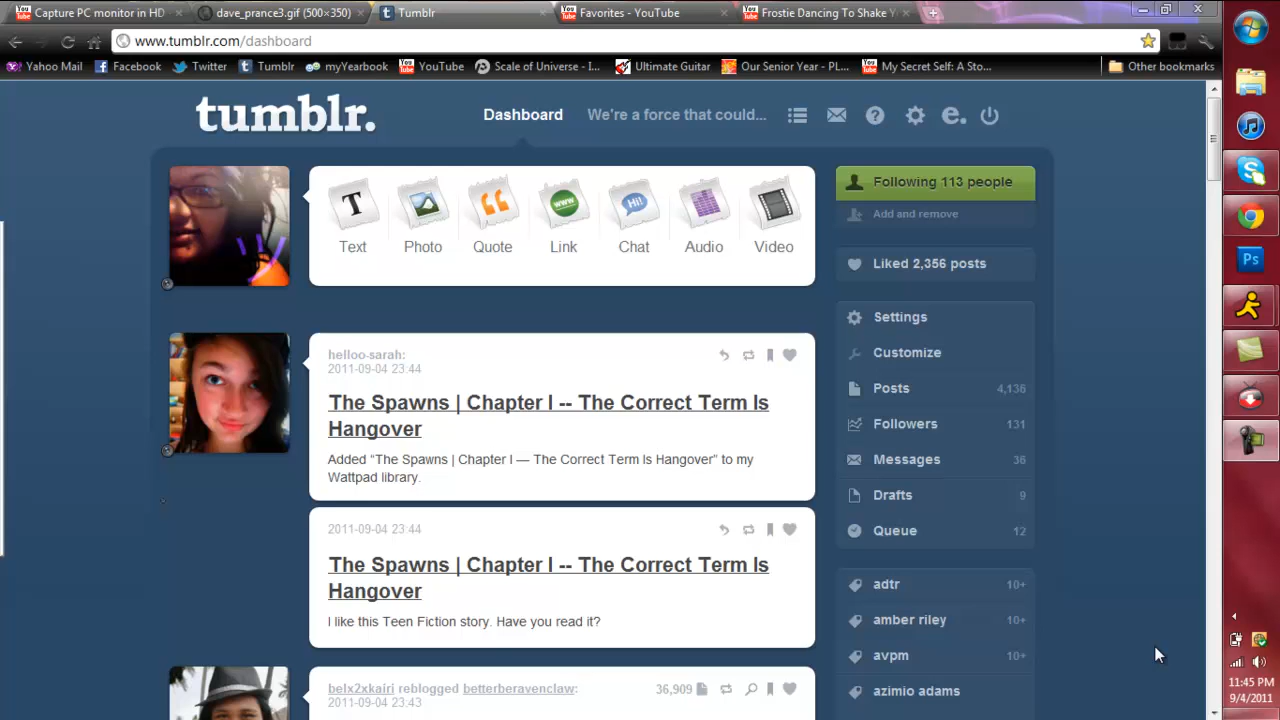 Capture PC monitor in HD
dave_prance3.gif (500×350)
Tumblr
Favorites - YouTube
Frostie Dancing To Shake Y
www.tumblr.com/dashboard
Yahoo Mail
Facebook
Twitter
Tumblr
myYearbook
YouTube
Scale of Universe - I...
Ultimate Guitar
Our Senior Year - PL...
My Secret Self: A Sto...
Other bookmarks
tumblr.
Dashboard
We're a force that could...
e.
Text
Photo
Quote
Link
Chat
Audio
Video
T
www
Hi!
Following 113 people
Add and remove
Liked 2,356 posts
Settings
Customize
Posts 4,136
Followers 131
Messages 36
Drafts 9
Queue 12
adtr 10+
amber riley 10+
avpm 10+
azimio adams
helloo-sarah:
2011-09-04 23:44
The Spawns | Chapter I -- The Correct Term Is
Hangover
Added “The Spawns | Chapter I — The Correct Term Is Hangover” to my
Wattpad library.
2011-09-04 23:44
The Spawns | Chapter I -- The Correct Term Is
Hangover
I like this Teen Fiction story. Have you read it?
belx2xkairi reblogged betterberavenclaw:
2011-09-04 23:43
36,909
Ps
11:45 PM
9/4/2011